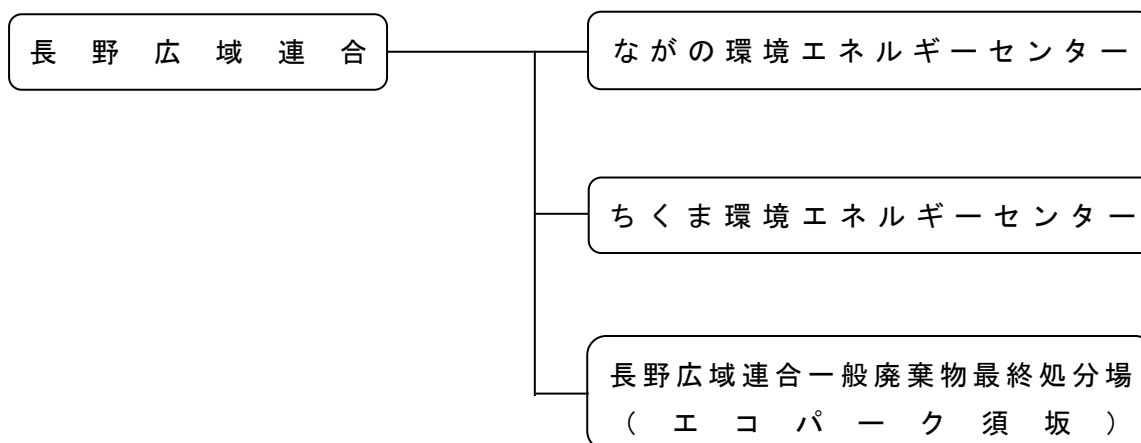 長野広域連合
ながの環境エネルギーセンター
ちくま環境エネルギーセンター
長野広域連合一般廃棄物最終処分場
（エコパーク須坂）